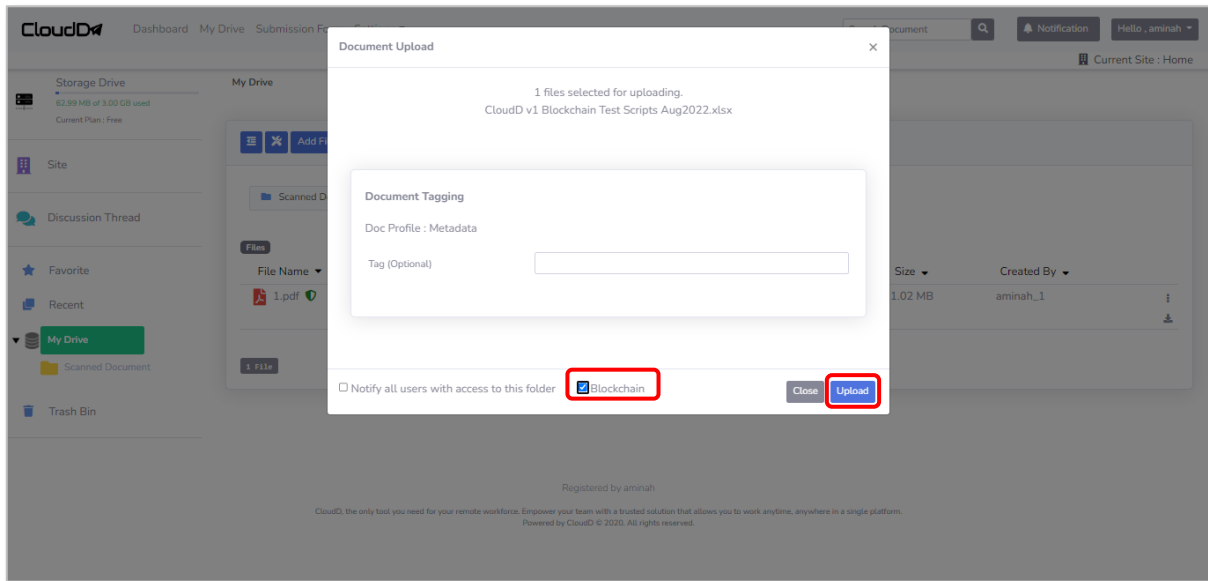 CloudD
Dashboard My Drive Submission
Document
Notification
Hello , aminah
Current Site : Home
Storage Drive
62.99 MB of 3.00 GB used
Current Plan : Free
Site
Discussion Thread
Favorite
Recent
My Drive
Scanned Document
Trash Bin
My Drive
Add
Scanned
Files
File Name
Size
Created By
1.pdf
1.02 MB
aminah_1
1 File
Document Upload
×
1 files selected for uploading.
CloudD v1 Blockchain Test Scripts Aug2022.xlsx
Document Tagging
Doc Profile : Metadata
Tag (Optional)
Notify all users with access to this folder
Blockchain
Close
Upload
Registered by aminah
CloudD, the only tool you need for your remote workforce. Empower your team with a trusted solution that allows you to work anytime, anywhere in a single platform.
Powered by CloudD © 2020. All rights reserved.